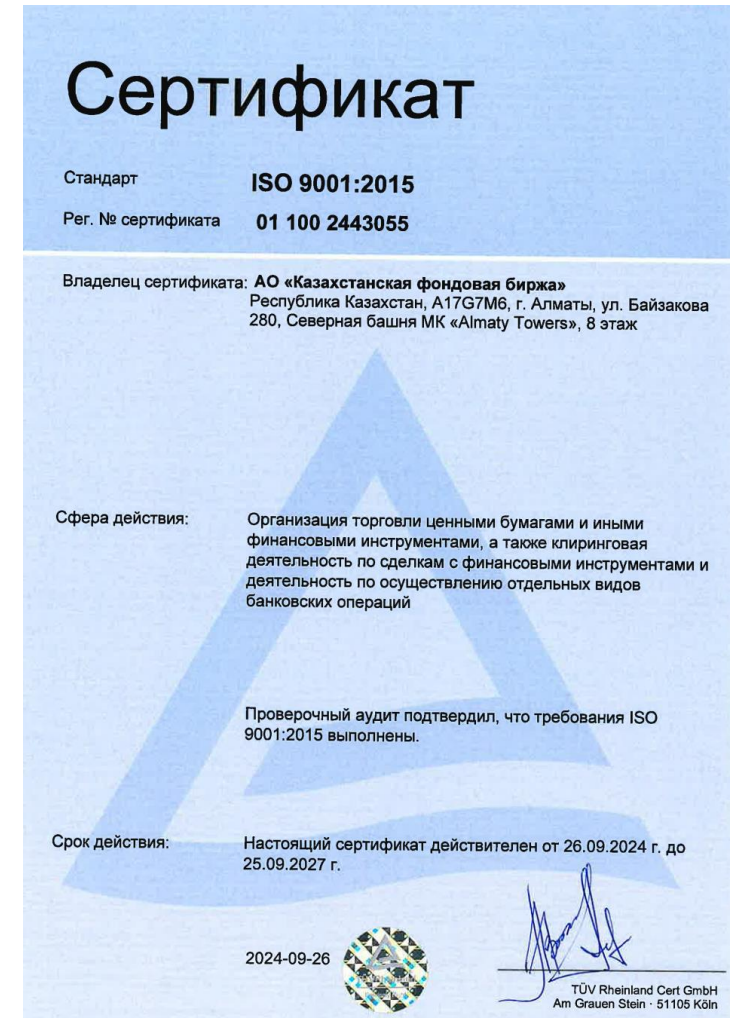 Сертификат
Стандарт ISO 9001:2015
Рег. № сертификата 01 100 2443055
Владелец сертификата: АО «Казахстанская фондовая биржа»
Республика Казахстан, A17G7M6, г. Алматы, ул. Байзакова
280, Северная башня МК «Almaty Towers», 8 этаж
Сфера действия: Организация торговли ценными бумагами и иными
финансовыми инструментами, а также клиринговая
деятельность по сделкам с финансовыми инструментами и
деятельность по осуществлению отдельных видов
банковских операций
Проверочный аудит подтвердил, что требования ISO
9001:2015 выполнены.
Срок действия: Настоящий сертификат действителен от 26.09.2024 г. до
25.09.2027 г.
2024-09-26
TÜV Rheinland Cert GmbH
Am Grauen Stein · 51105 Köln